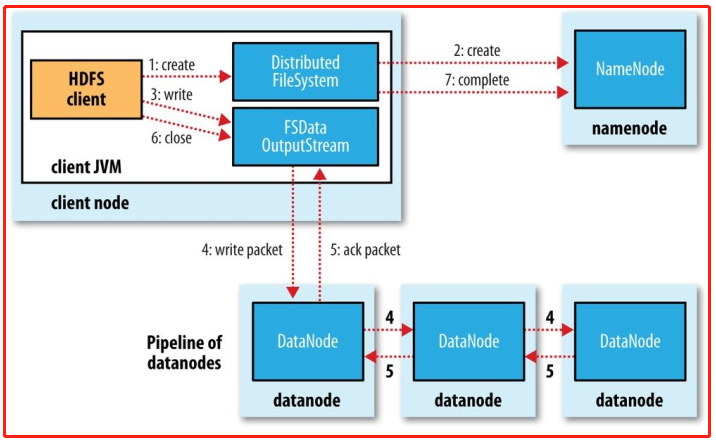 HDFS
client
1: create
3: write
6: close
Distributed
FileSystem
FSData
OutputStream
client JVM
client node
2: create
7: complete
NameNode
namenode
4: write packet
5: ack packet
Pipeline of
datanodes
DataNode
4
5
DataNode
4
5
DataNode
datanode
datanode
datanode